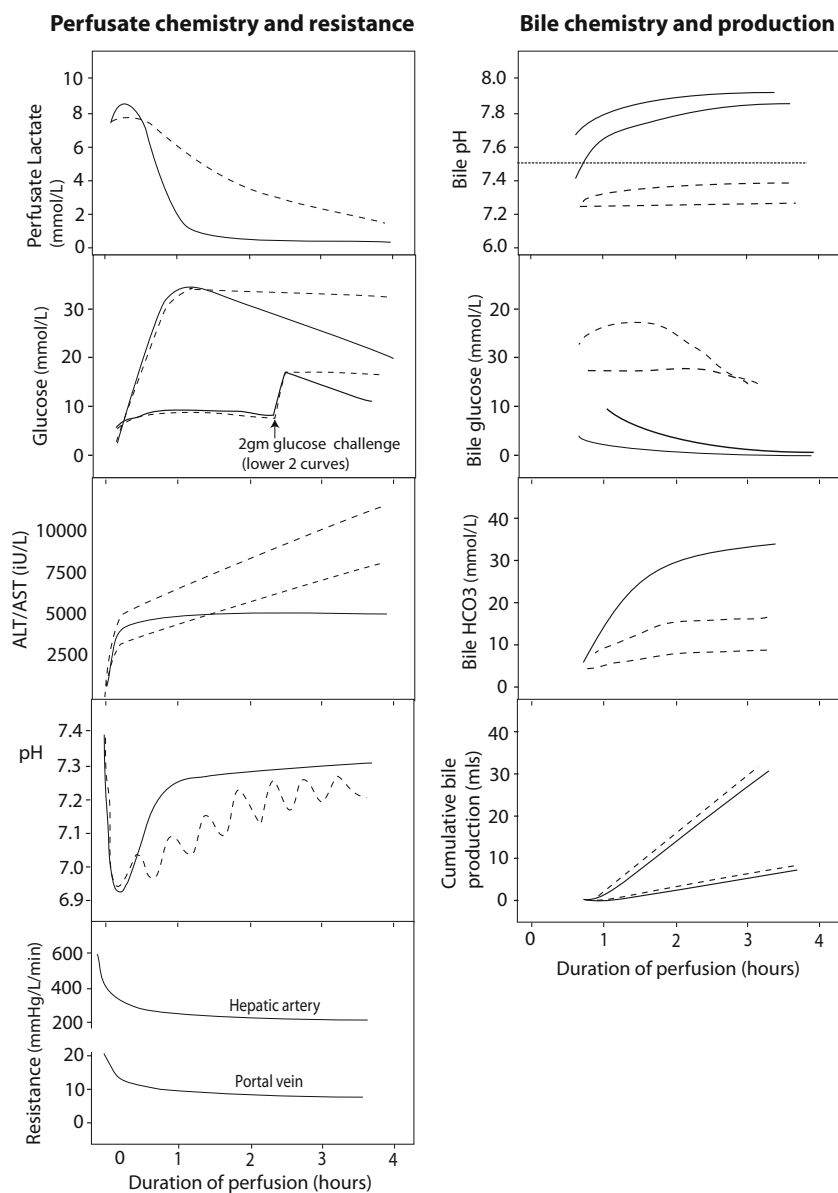 Perfusate chemistry and resistance
Perfusate Lactate
(mmol/L)
10
8
6
4
2
0
Glucose (mmol/L)
30
20
10
0
0 1 2 3 4
2gm glucose challenge
(lower 2 curves)
ALT/AST (iU/L)
10000
7500
5000
2500
pH
7.4
7.3
7.2
7.1
7.0
6.9
Resistance (mmHg/L/min)
600
400
200
20
10
0
Hepatic artery
Portal vein
0 1 2 3 4
Duration of perfusion (hours)
Bile chemistry and production
Bile pH
8.0
7.8
7.4
7.2
6.0
Bile glucose (mmol/L)
20
30
10
0
Bile HCO3 (mmol/L)
40
30
20
10
0
Cumulative bile
production (mls)
40
30
20
10
0
0 1 2 3 4
Duration of perfusion (hours)